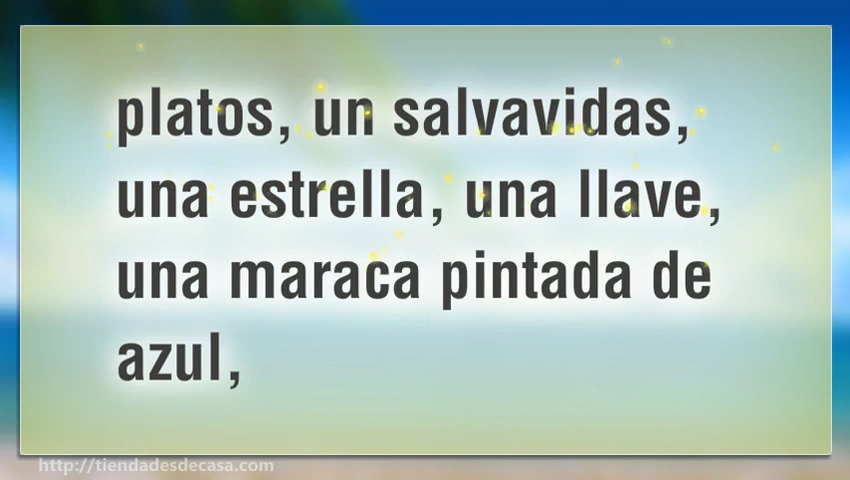 platos, un salvavidas,
una estrella, una llave,
una maraca pintada de
azul,
http://tiendadesdecasa.com